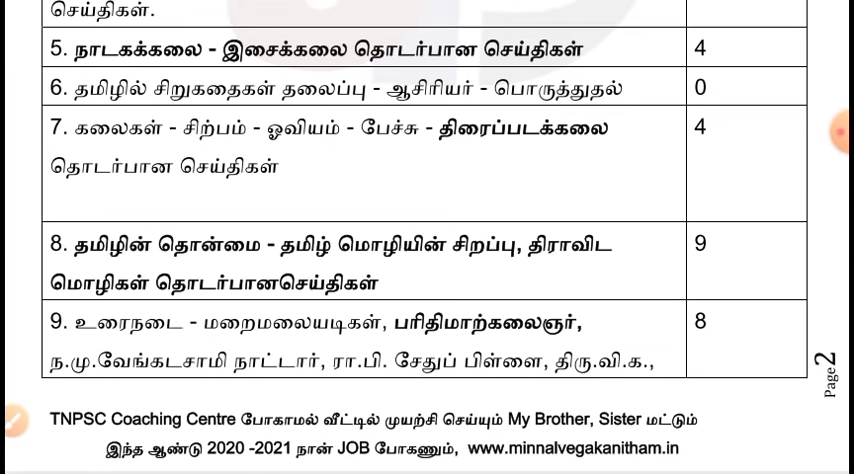 செய்திகள்.
5. நாடகக்கலை - இசைக்கலை தொடர்பான செய்திகள் 4
6. தமிழில் சிறுகதைகள் தலைப்பு - ஆசிரியர் - பொருத்துதல் 0
7. கலைகள் - சிற்பம் - ஓவியம் - பேச்சு - திரைப்படக்கலை 4
தொடர்பான செய்திகள்
8. தமிழின் தொன்மை - தமிழ் மொழியின் சிறப்பு, திராவிட 9
மொழிகள் தொடர்பானசெய்திகள்
9. உரைநடை - மறைமலையடிகள், பரிதிமாற்கலைஞர், 8
ந.மு.வேங்கடசாமி நாட்டார், ரா.பி. சேதுப் பிள்ளை, திரு.வி.க.,
Page 2
TNPSC Coaching Centre போகாமல் வீட்டில் முயற்சி செய்யும் My Brother, Sister மட்டும்
இந்த ஆண்டு 2020 -2021 நான் JOB போகணும், www.minnalvegakanitham.in